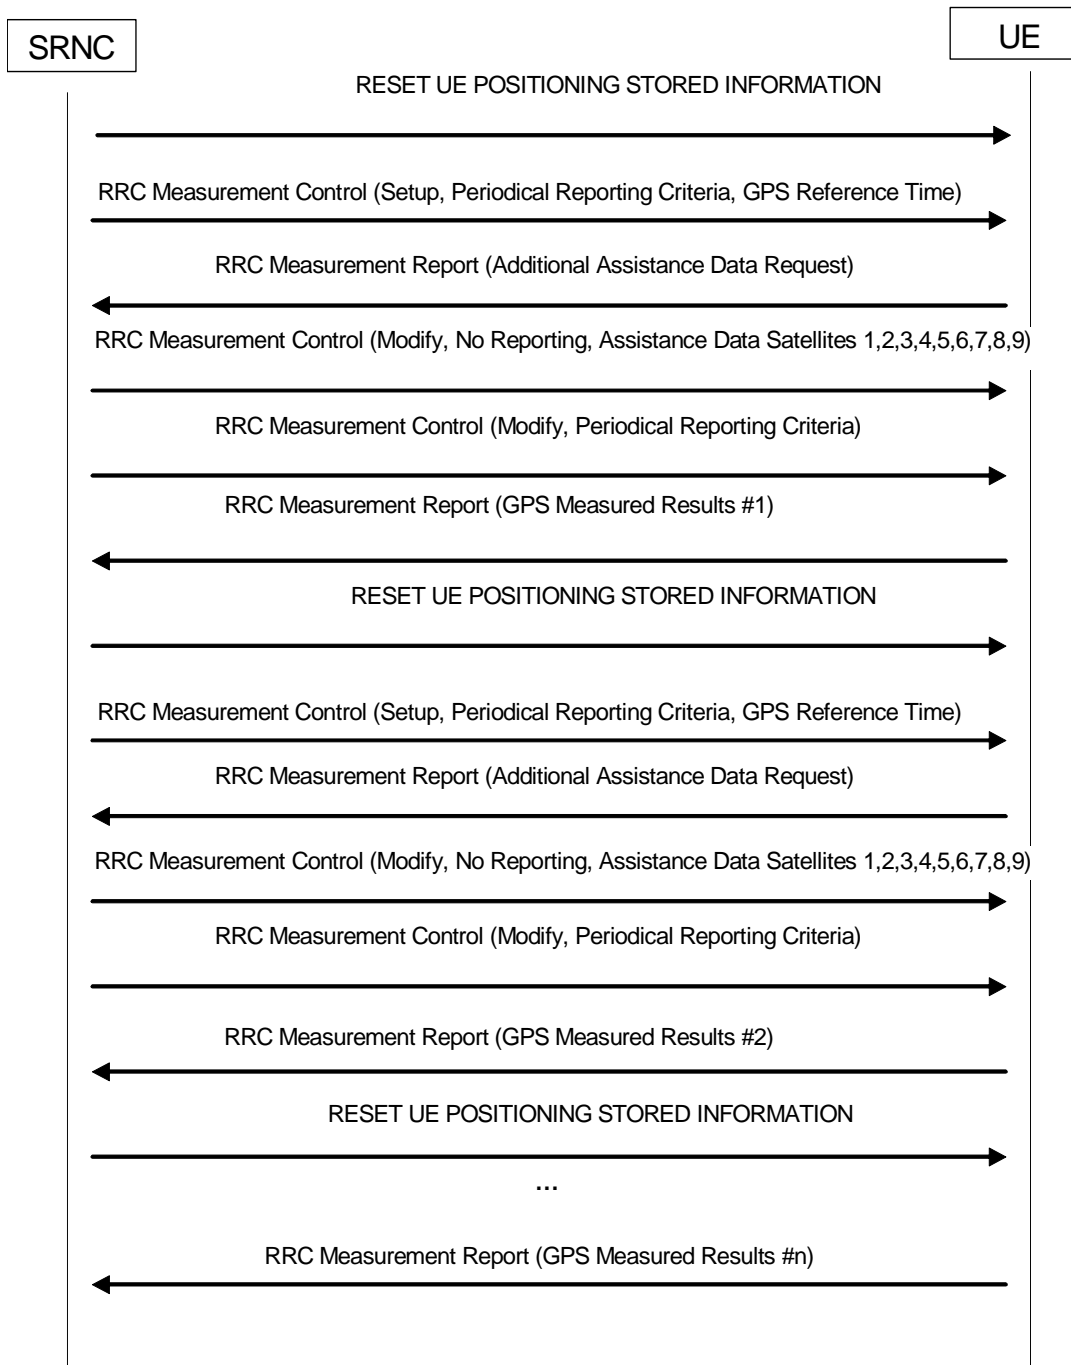 SRNC
UE
RESET UE POSITIONING STORED INFORMATION
RRC Measurement Control (Setup, Periodical Reporting Criteria, GPS Reference Time)
RRC Measurement Report (Additional Assistance Data Request)
RRC Measurement Control (Modify, No Reporting, Assistance Data Satellites 1,2,3,4,5,6,7,8,9)
RRC Measurement Control (Modify, Periodical Reporting Criteria)
RRC Measurement Report (GPS Measured Results #1)
RESET UE POSITIONING STORED INFORMATION
RRC Measurement Control (Setup, Periodical Reporting Criteria, GPS Reference Time)
RRC Measurement Report (Additional Assistance Data Request)
RRC Measurement Control (Modify, No Reporting, Assistance Data Satellites 1,2,3,4,5,6,7,8,9)
RRC Measurement Control (Modify, Periodical Reporting Criteria)
RRC Measurement Report (GPS Measured Results #2)
RESET UE POSITIONING STORED INFORMATION
...
RRC Measurement Report (GPS Measured Results #n)